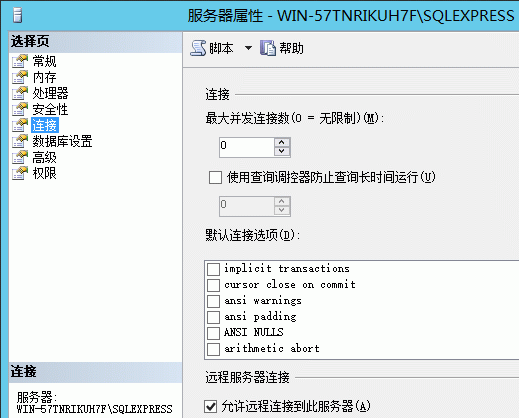 服务器属性 - WIN-57TNRIKUH7F\SQLEXPRESS
选择页
常规
内存
处理器
安全性
连接
数据库设置
高级
权限
连接
服务器:
WIN-57TNRIKUH7F\SQLEXPRESS
脚本 帮助
连接
最大并发连接数(0 = 无限制)(M):
0
使用查询调控器防止查询长时间运行(U)
0
默认连接选项(D):
implicit transactions
cursor close on commit
ansi warnings
ansi padding
ANSI NULLS
arithmetic abort
远程服务器连接
允许远程连接到此服务器(A)